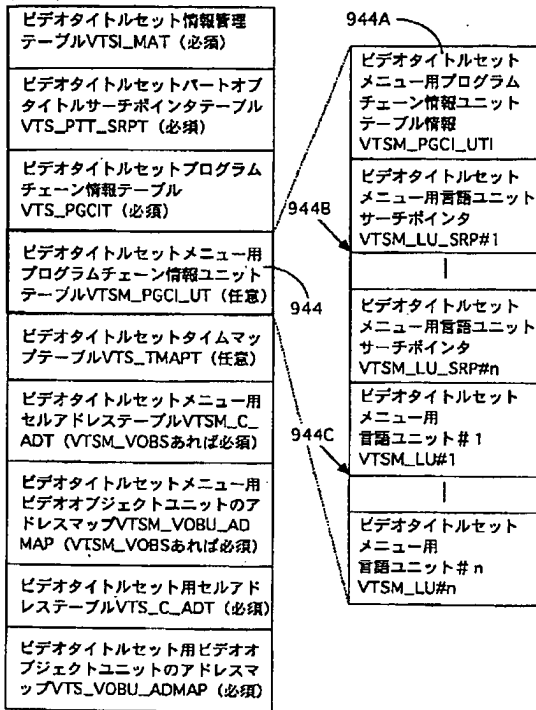 ビデオタイトルセット情報管理
テーブルVTSI_MAT（必須）
ビデオタイトルセットパートオブ
タイトルサーチポインタテーブル
VTS_PTT_SRPT（必須）
ビデオタイトルセットプログラム
チェーン情報テーブル
VTS_PGCIT（必須）
ビデオタイトルセットメニュー用
プログラムチェーン情報ユニット
テーブルVTSM_PGCI_UT（任意）
ビデオタイトルセットタイムマッ
プテーブルVTS_TMAPT（任意）
ビデオタイトルセットメニュー用
セルアドレステーブルVTSM_C_
ADT（VTSM_VOBSあれば必須）
ビデオタイトルセットメニュー用
ビデオオブジェクトユニットのア
ドレスマップVTSM_VOBU_AD
MAP（VTSM_VOBSあれば必須）
ビデオタイトルセット用セルアド
レステーブルVTS_C_ADT（必須）
ビデオタイトルセット用ビデオオ
ブジェクトユニットのアドレスマ
ップVTS_VOBU_ADMAP（必須）
944
944A
ビデオタイトルセット
メニュー用プログラム
チェーン情報ユニット
テーブル情報
VTSM_PGCI_UTI
944B
ビデオタイトルセット
メニュー用言語ユニット
サーチポインタ
VTSM_LU_SRP#1
ビデオタイトルセット
メニュー用言語ユニット
サーチポインタ
VTSM_LU_SRP#n
944C
ビデオタイトルセット
メニュー用
言語ユニット＃1
VTSM_LU#1
ビデオタイトルセット
メニュー用
言語ユニット＃n
VTSM_LU#n